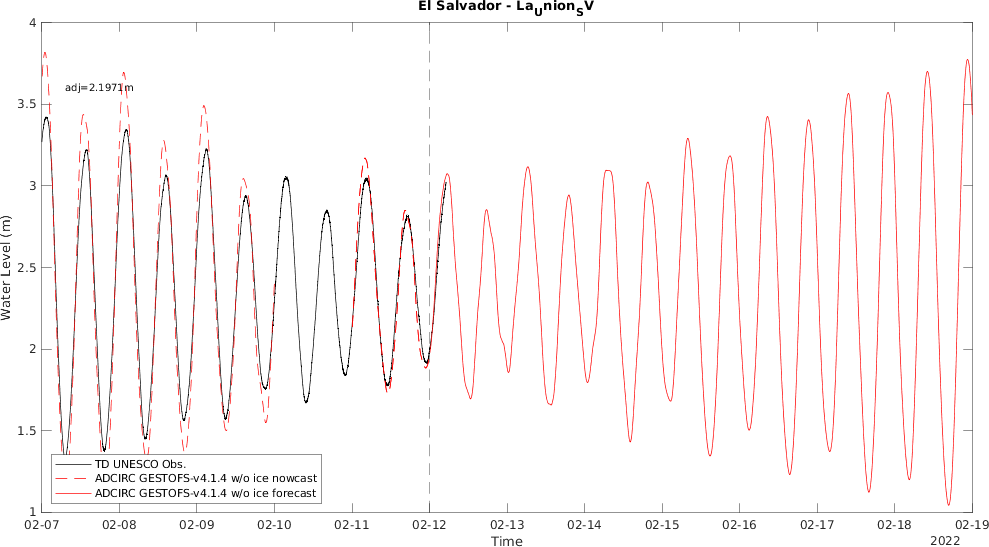 El Salvador - LaUnionSV
4
3.5
3
2.5
2
1.5
1
Water Level (m)
adj=2.1971m
TD UNESCO Obs.
ADCIRC GESTOFS-v4.1.4 w/o ice nowcast
ADCIRC GESTOFS-v4.1.4 w/o ice forecast
02-07 02-08 02-09 02-10 02-11 02-12 02-13 02-14 02-15 02-16 02-17 02-18 02-19
Time
2022